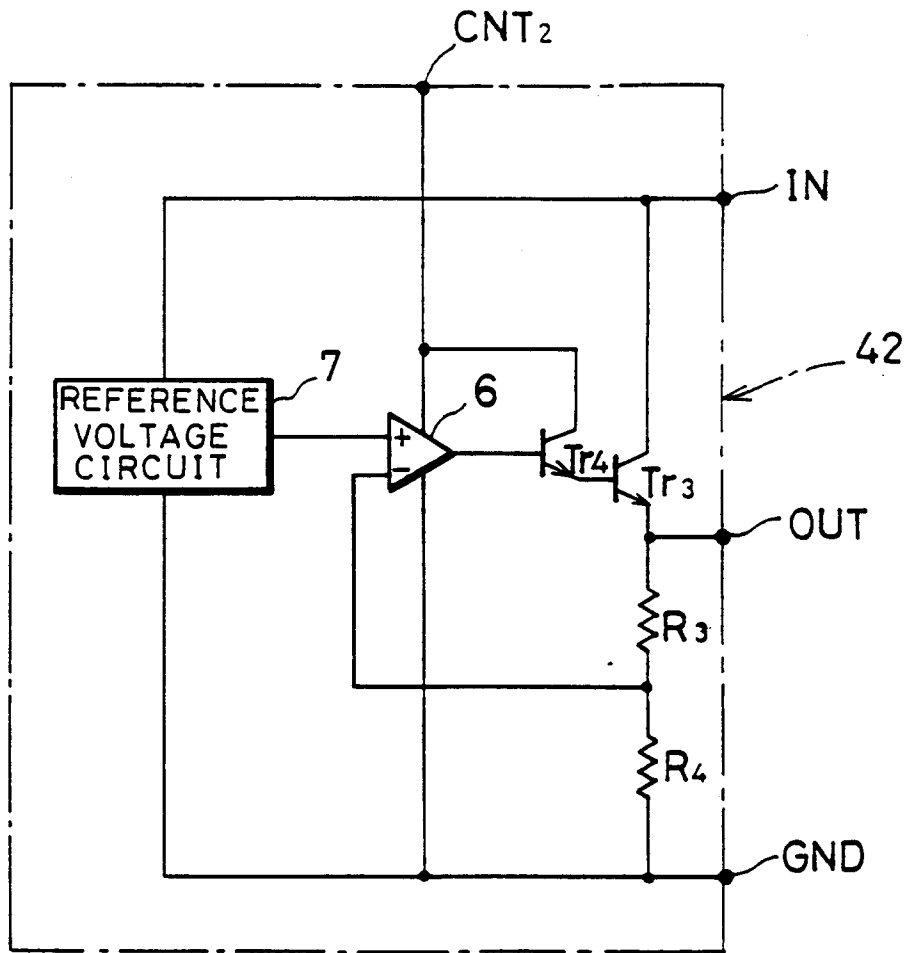 CNT₂
IN
42
7
REFERENCE
VOLTAGE
CIRCUIT
6
+
−
Tr₄
Tr₃
OUT
R₃
R₄
GND